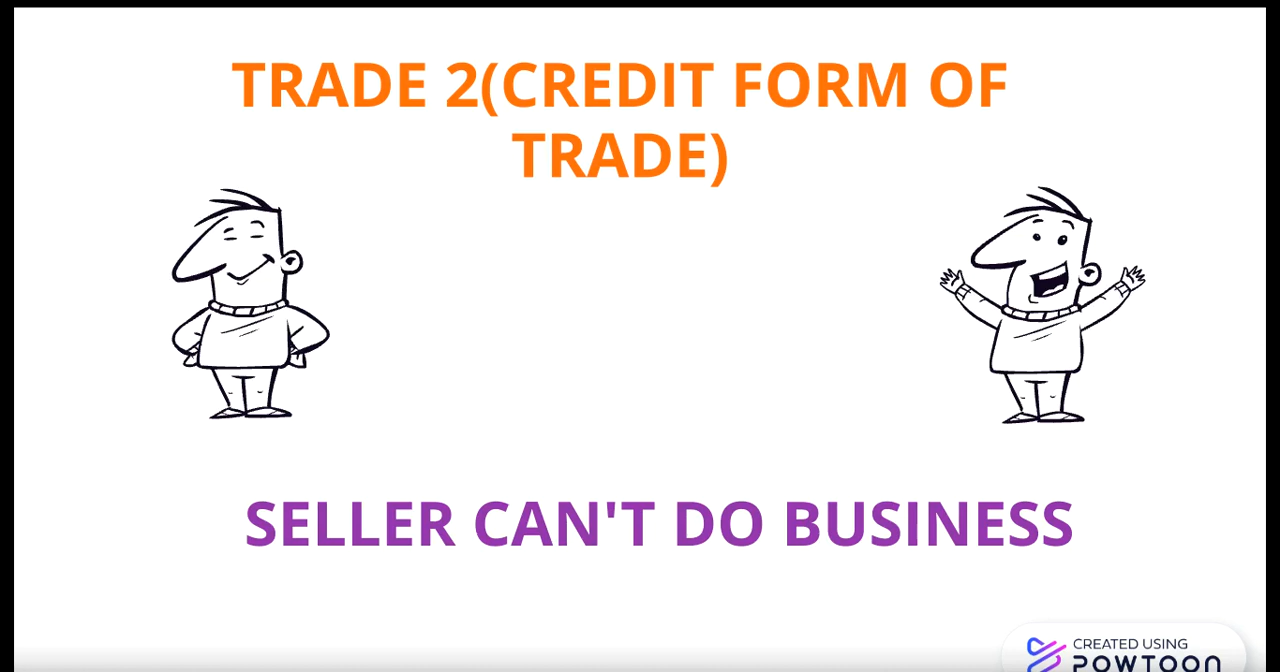 TRADE 2(CREDIT FORM OF
TRADE)
SELLER CAN'T DO BUSINESS
CREATED USING
POWTOON